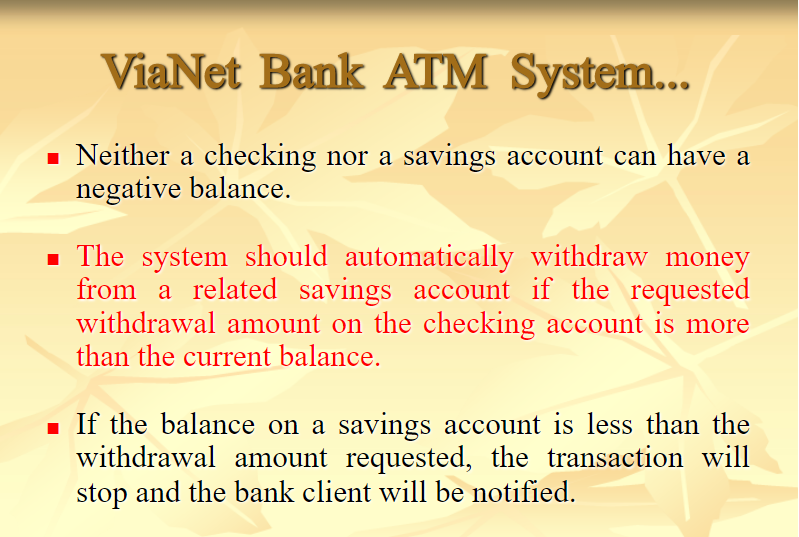 ViaNet Bank ATM System...
Neither a checking nor a savings account can have a
negative balance.
The system should automatically withdraw money
from a related savings account if the requested
withdrawal amount on the checking account is more
than the current balance.
If the balance on a savings account is less than the
withdrawal amount requested, the transaction will
stop and the bank client will be notified.